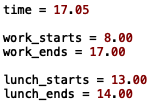 time = 17.05
work_starts = 8.00
work_ends = 17.00
lunch_starts = 13.00
lunch_ends = 14.00